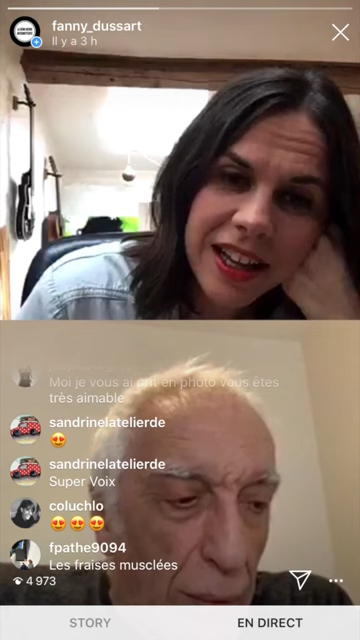 fanny_dussart
Il y a 3 h
Moi je vous ai en photo vous êtes
très aimable
sandrinelatelierde
😍
sandrinelatelierde
Super Voix
coluchlo
😍😍😍
fpathe9094
Les fraises musclées
4 973
STORY
EN DIRECT